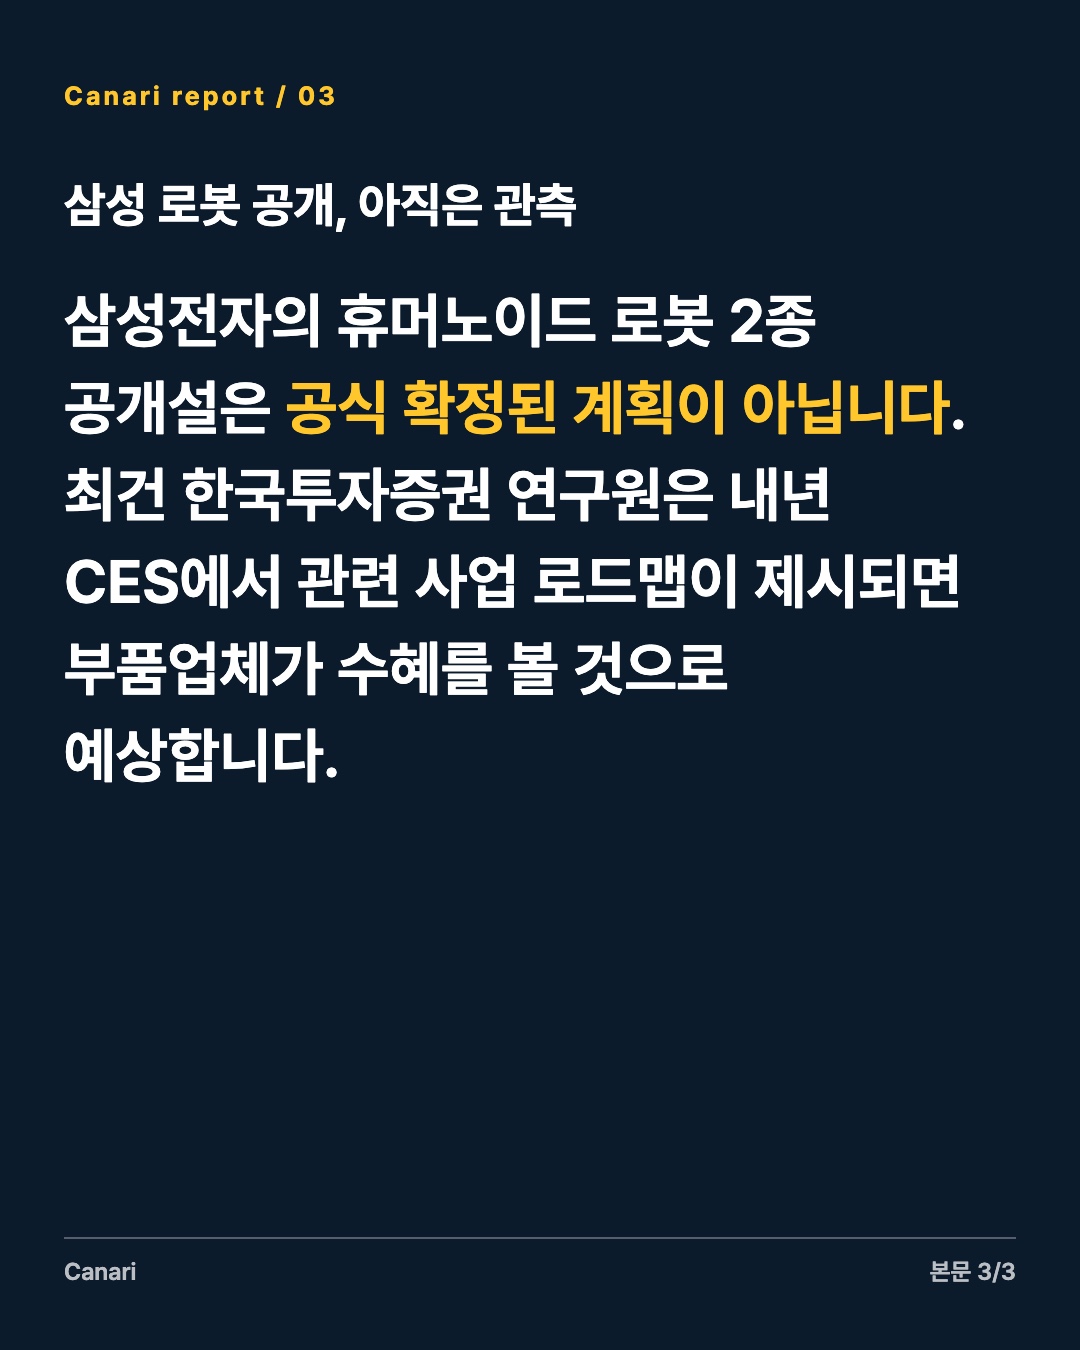 Canari report / 03
삼성 로봇 공개, 아직은 관측
삼성전자의 휴머노이드 로봇 2종
공개설은 공식 확정된 계획이 아닙니다.
최건 한국투자증권 연구원은 내년
CES에서 관련 사업 로드맵이 제시되면
부품업체가 수혜를 볼 것으로
예상합니다.
Canari
본문 3/3